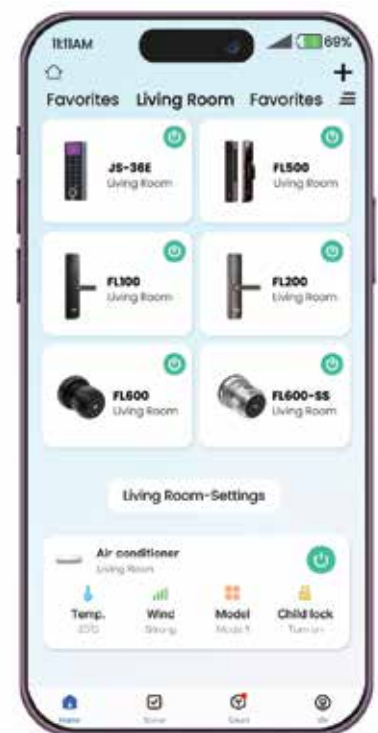 11:11AM 69%
Favorites Living Room Favorites
JS-36E
Living Room
FL500
Living Room
FL100
Living Room
FL200
Living Room
FL600
Living Room
FL600-SS
Living Room
Living Room-Settings
Air conditioner
Living Room
Temp. Wind Model Child lock
Strong Turn on
Home